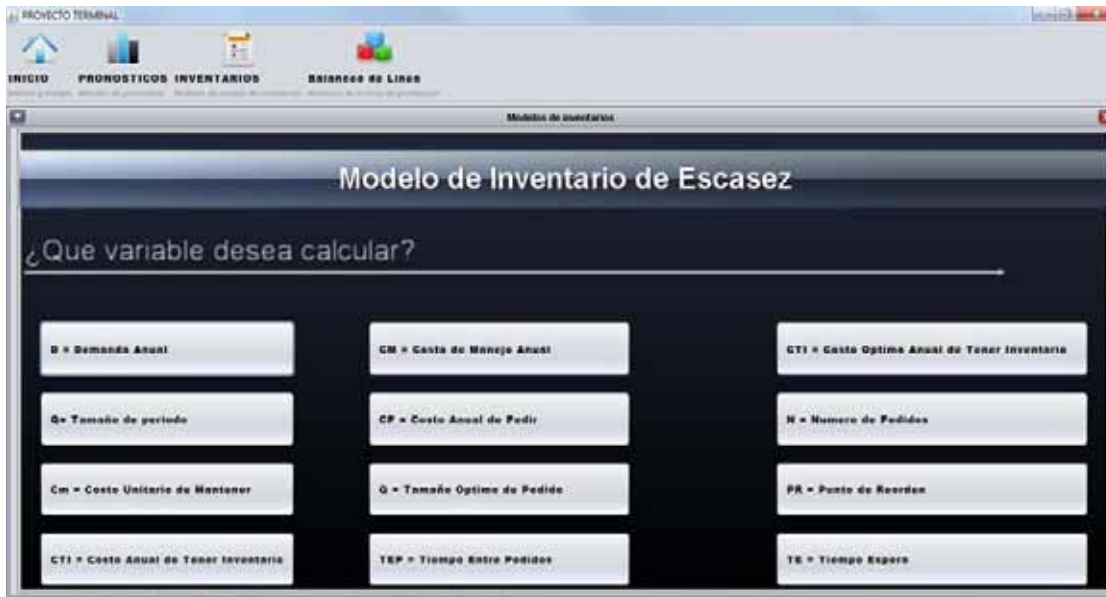 PROYECTO TERMINAL
INICIO PRONOSTICOS INVENTARIOS Balanceo de Linea
Modelos de inventarios
Modelo de Inventario de Escasez
¿Que variable desea calcular?
D = Demanda Anual
CM = Costo de Manejo Anual
CTI = Costo Optimo Anual de Tener Inventario
Q= Tamaño de periodo
CP = Costo Anual de Pedir
N = Numero de Pedidos
Cm = Costo Unitario de Mantener
Q = Tamaño Optimo de Pedido
PR = Punto de Reorden
CTI = Costo Anual de Tener Inventario
TEP = Tiempo Entre Pedidos
TE = Tiempo Espera